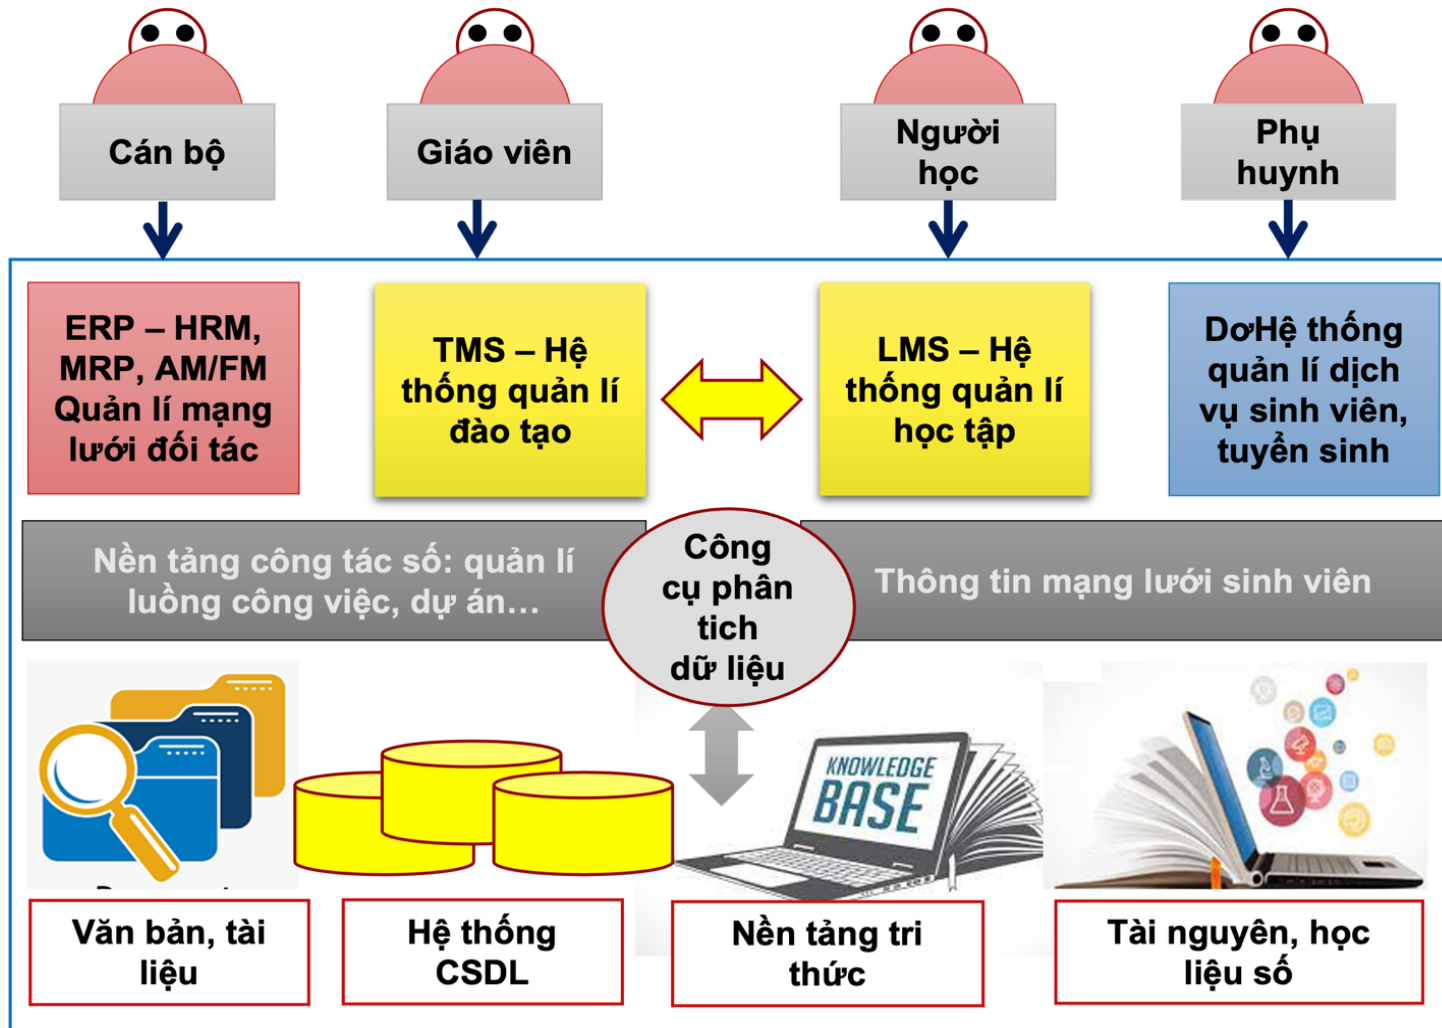 Cán bộ
Giáo viên
Người
học
Phụ
huynh
ERP – HRM,
MRP, AM/FM
Quản lí mạng
lưới đối tác
TMS – Hệ
thống quản lí
đào tạo
LMS – Hệ
thống quản lí
học tập
DơHệ thống
quản lí dịch
vụ sinh viên,
tuyển sinh
Nền tảng công tác số: quản lí
luồng công việc, dự án...
Công
cụ phân
tich
dữ liệu
Thông tin mạng lưới sinh viên
KNOWLEDGE
BASE
Văn bản, tài
liệu
Hệ thống
CSDL
Nền tảng tri
thức
Tài nguyên, học
liệu số